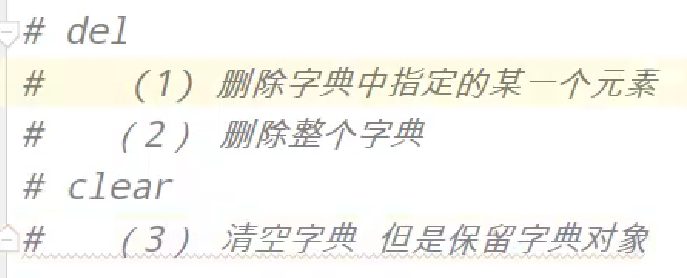 # del
#    (1) 删除字典中指定的某一个元素
#   （2）删除整个字典
# clear
#   （3） 清空字典 但是保留字典对象